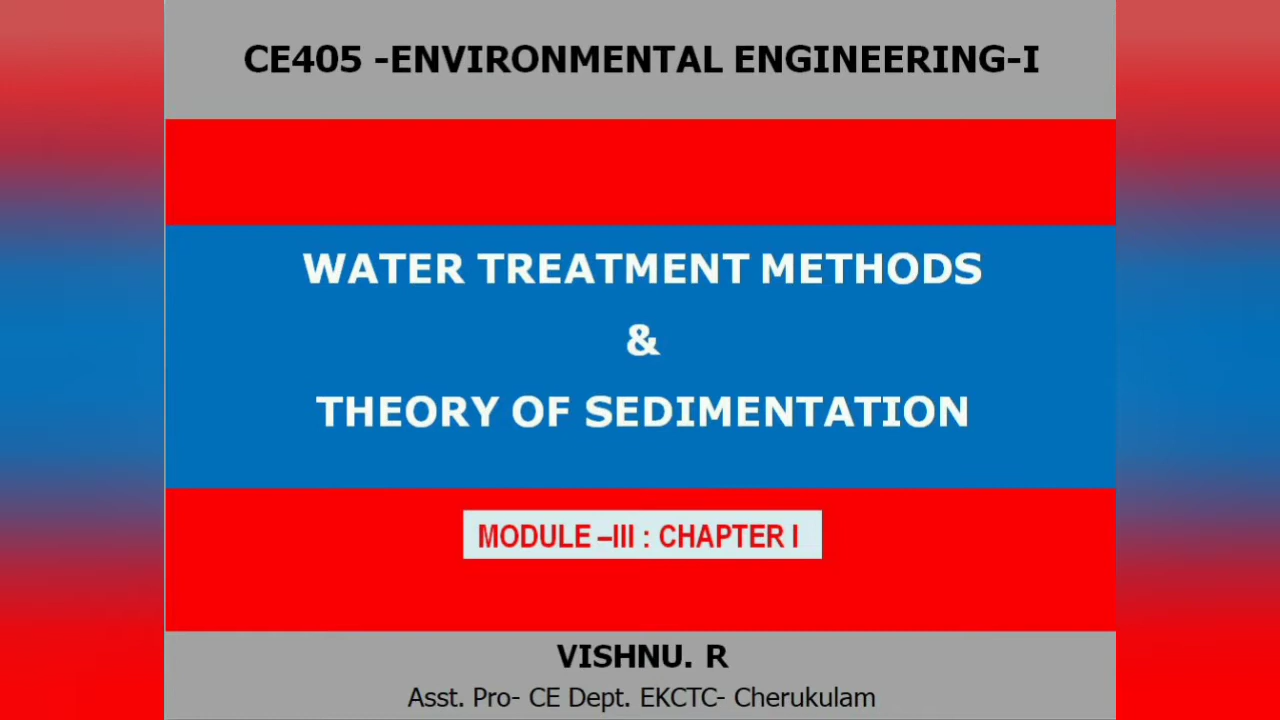 CE405 -ENVIRONMENTAL ENGINEERING-I
WATER TREATMENT METHODS
&
THEORY OF SEDIMENTATION
MODULE –III : CHAPTER I
VISHNU. R
Asst. Pro- CE Dept. EKCTC- Cherukulam